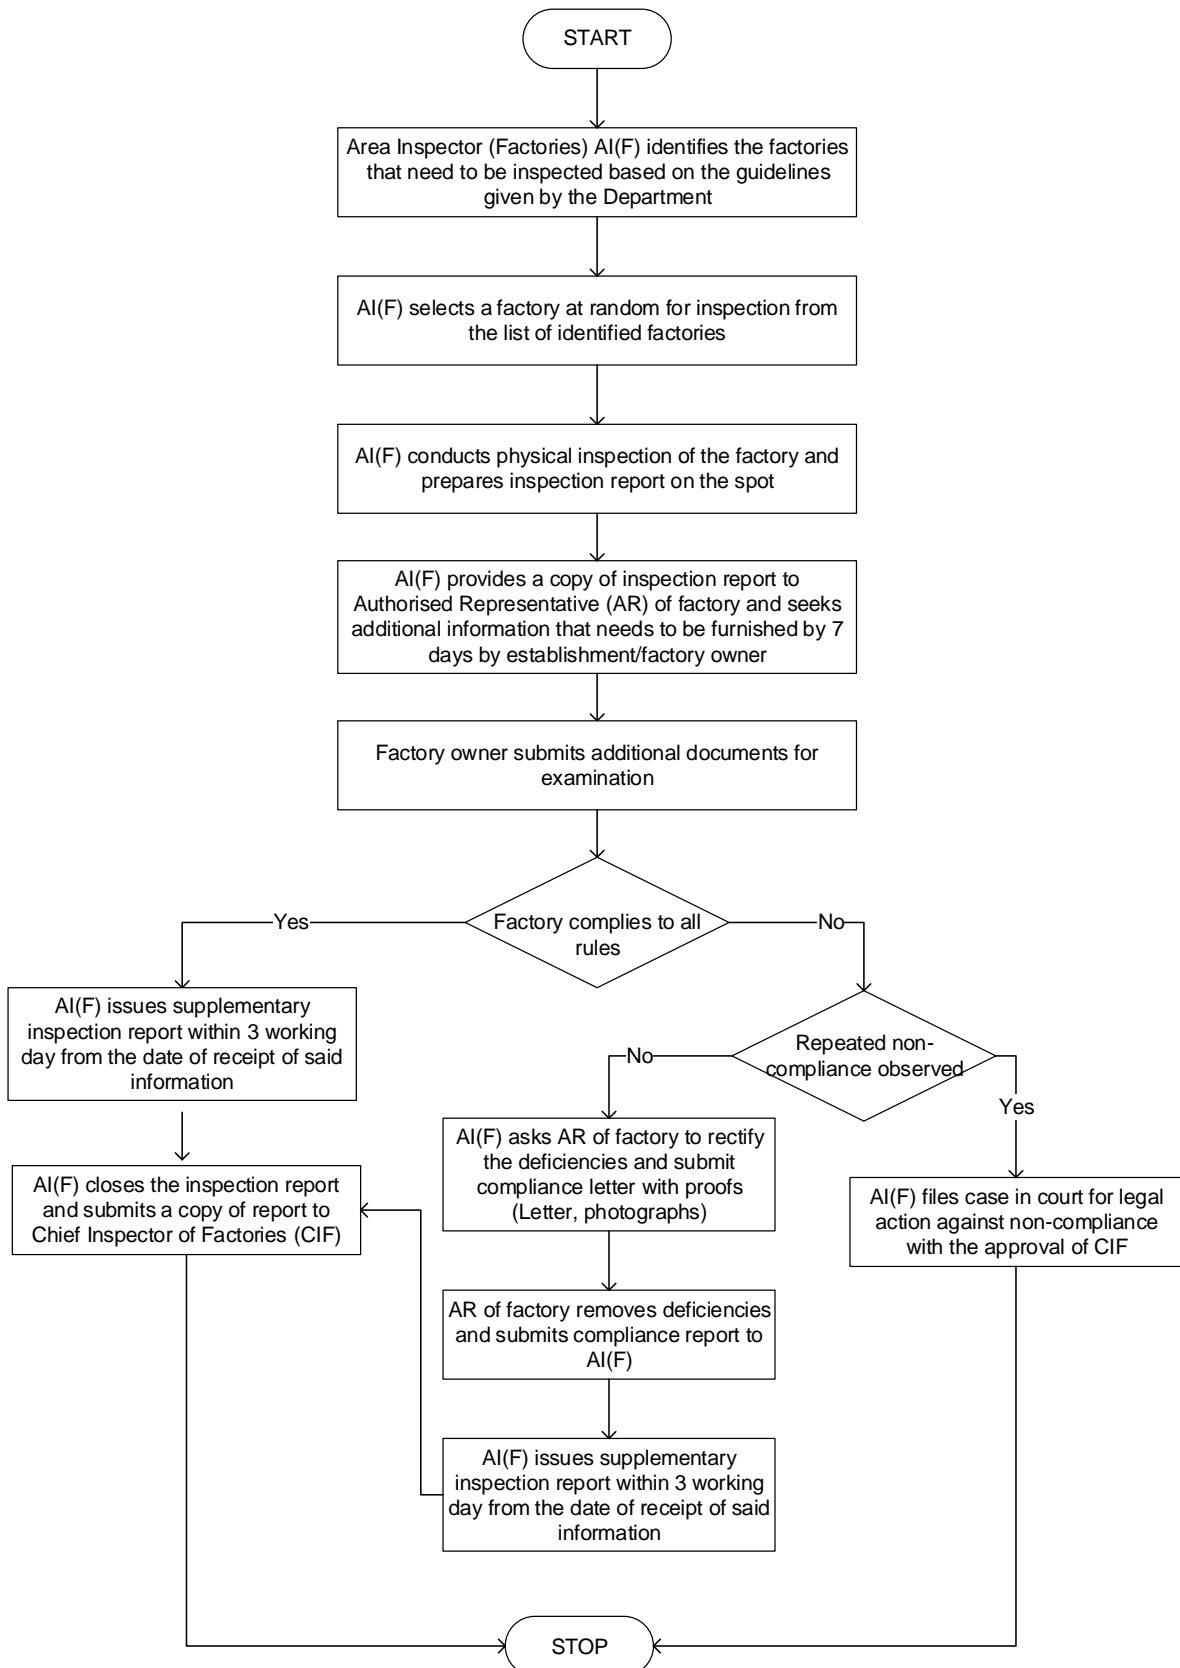 START
Area Inspector (Factories) AI(F) identifies the factories
that need to be inspected based on the guidelines
given by the Department
AI(F) selects a factory at random for inspection from
the list of identified factories
AI(F) conducts physical inspection of the factory and
prepares inspection report on the spot
AI(F) provides a copy of inspection report to
Authorised Representative (AR) of factory and seeks
additional information that needs to be furnished by 7
days by establishment/factory owner
Factory owner submits additional documents for
examination
Factory complies to all
rules
Yes
No
AI(F) issues supplementary
inspection report within 3 working
day from the date of receipt of said
information
Repeated non-
compliance observed
No
Yes
AI(F) closes the inspection report
and submits a copy of report to
Chief Inspector of Factories (CIF)
AI(F) asks AR of factory to rectify
the deficiencies and submit
compliance letter with proofs
(Letter, photographs)
AI(F) files case in court for legal
action against non-compliance
with the approval of CIF
AR of factory removes deficiencies
and submits compliance report to
AI(F)
AI(F) issues supplementary
inspection report within 3 working
day from the date of receipt of said
information
STOP